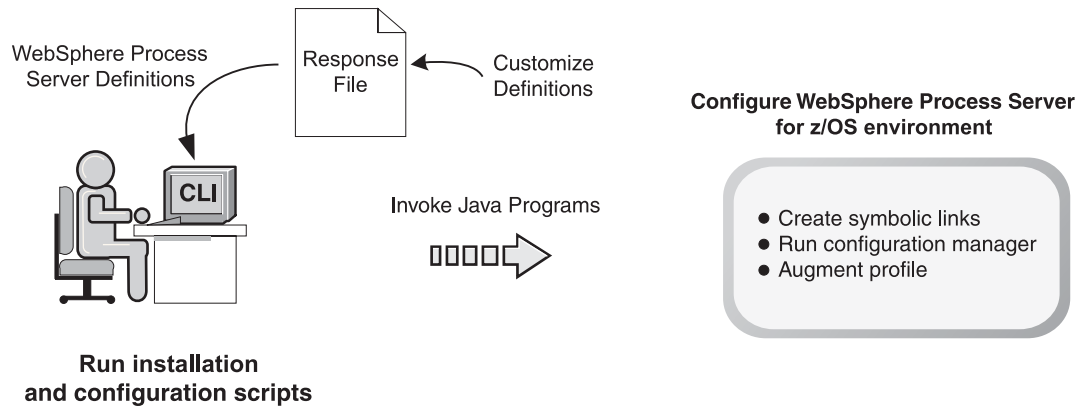 WebSphere Process
Server Definitions
Response
File
Customize
Definitions
CLI
Run installation
and configuration scripts
Invoke Java Programs
Configure WebSphere Process Server
for z/OS environment
● Create symbolic links
● Run configuration manager
● Augment profile